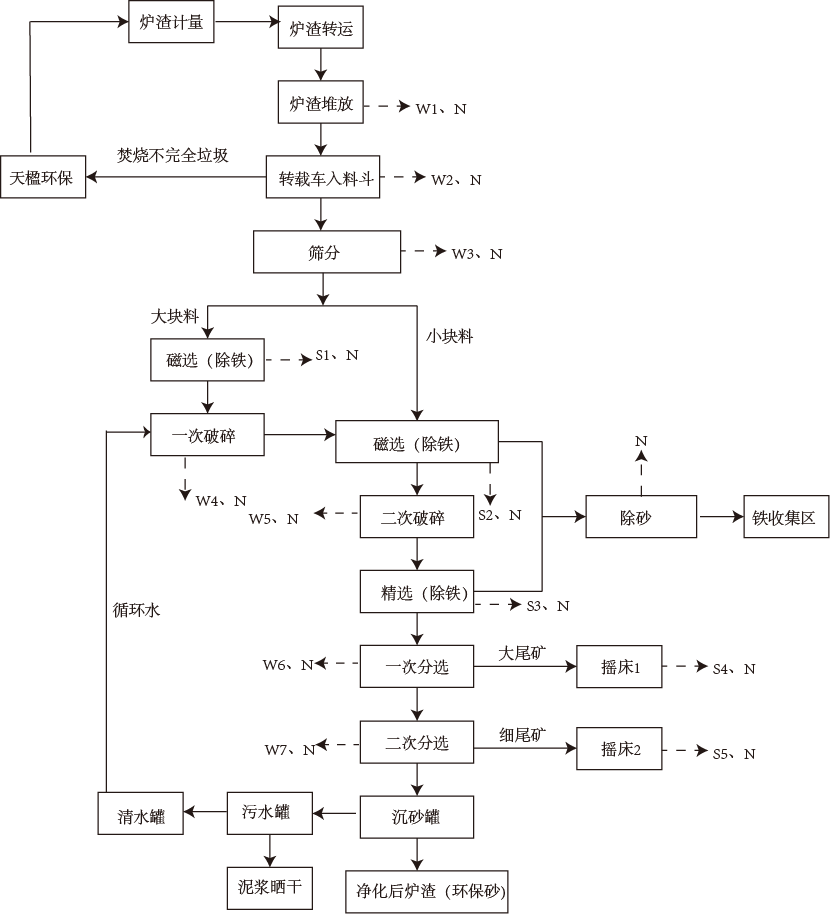 炉渣计量
炉渣转运
炉渣堆放
W1、N
焚烧不完全垃圾
天楹环保
转载车入料斗
W2、N
筛分
W3、N
大块料
小块料
磁选（除铁）
S1、N
一次破碎
磁选（除铁）
N
W4、N
W5、N
二次破碎
S2、N
除砂
铁收集区
精选（除铁）
S3、N
循环水
W6、N
一次分选
大尾矿
摇床1
S4、N
W7、N
二次分选
细尾矿
摇床2
S5、N
清水罐
污水罐
沉砂罐
泥浆晒干
净化后炉渣（环保砂）